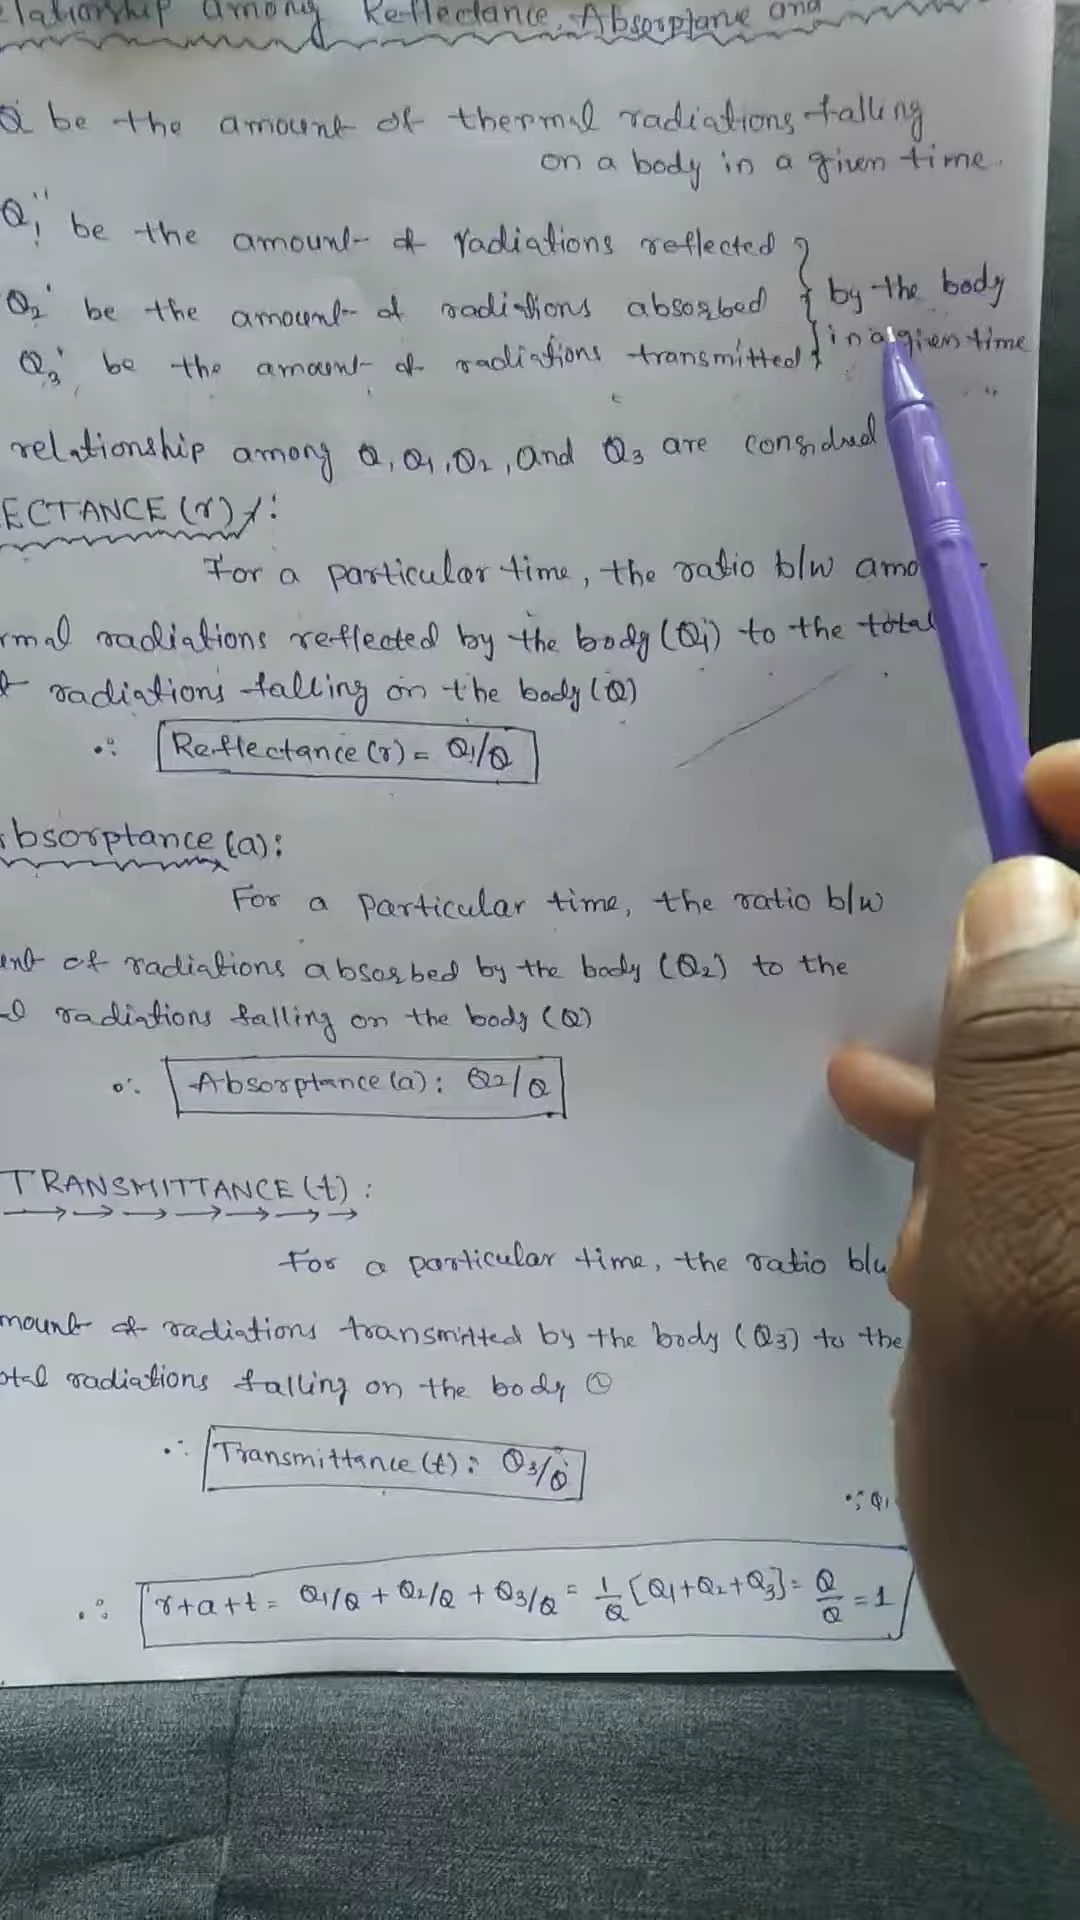 elationship among Reflectance, Absorptane and
Q be the amount of thermal radiations falling
on a body in a given time.
Q1" be the amount of radiations reflected
Q2' be the amount of radiations absorbed } by the body
Q3' be the amount of radiations transmitted } in a given time
relationship among Q, Q1, Q2, and Q3 are considued
ECTANCE (r):
For a particular time, the ratio b/w amo
rmal radiations reflected by the body (Q1) to the total
radiations falling on the body (Q)
∴ Reflectance (r) = Q1/Q
bsorptance (a):
For a particular time, the ratio b/w
unt of radiations absorbed by the body (Q2) to the
l radiations falling on the body (Q)
∴ Absorptance (a): Q2/Q
TRANSMITTANCE (t):
For a particular time, the ratio b/w
mount of radiations transmitted by the body (Q3) to the
otal radiations falling on the body
∴ Transmittance (t): Q3/Q
∵ Q1
∴ r+a+t = Q1/Q + Q2/Q + Q3/Q = 1/Q [Q1+Q2+Q3] = Q/Q = 1